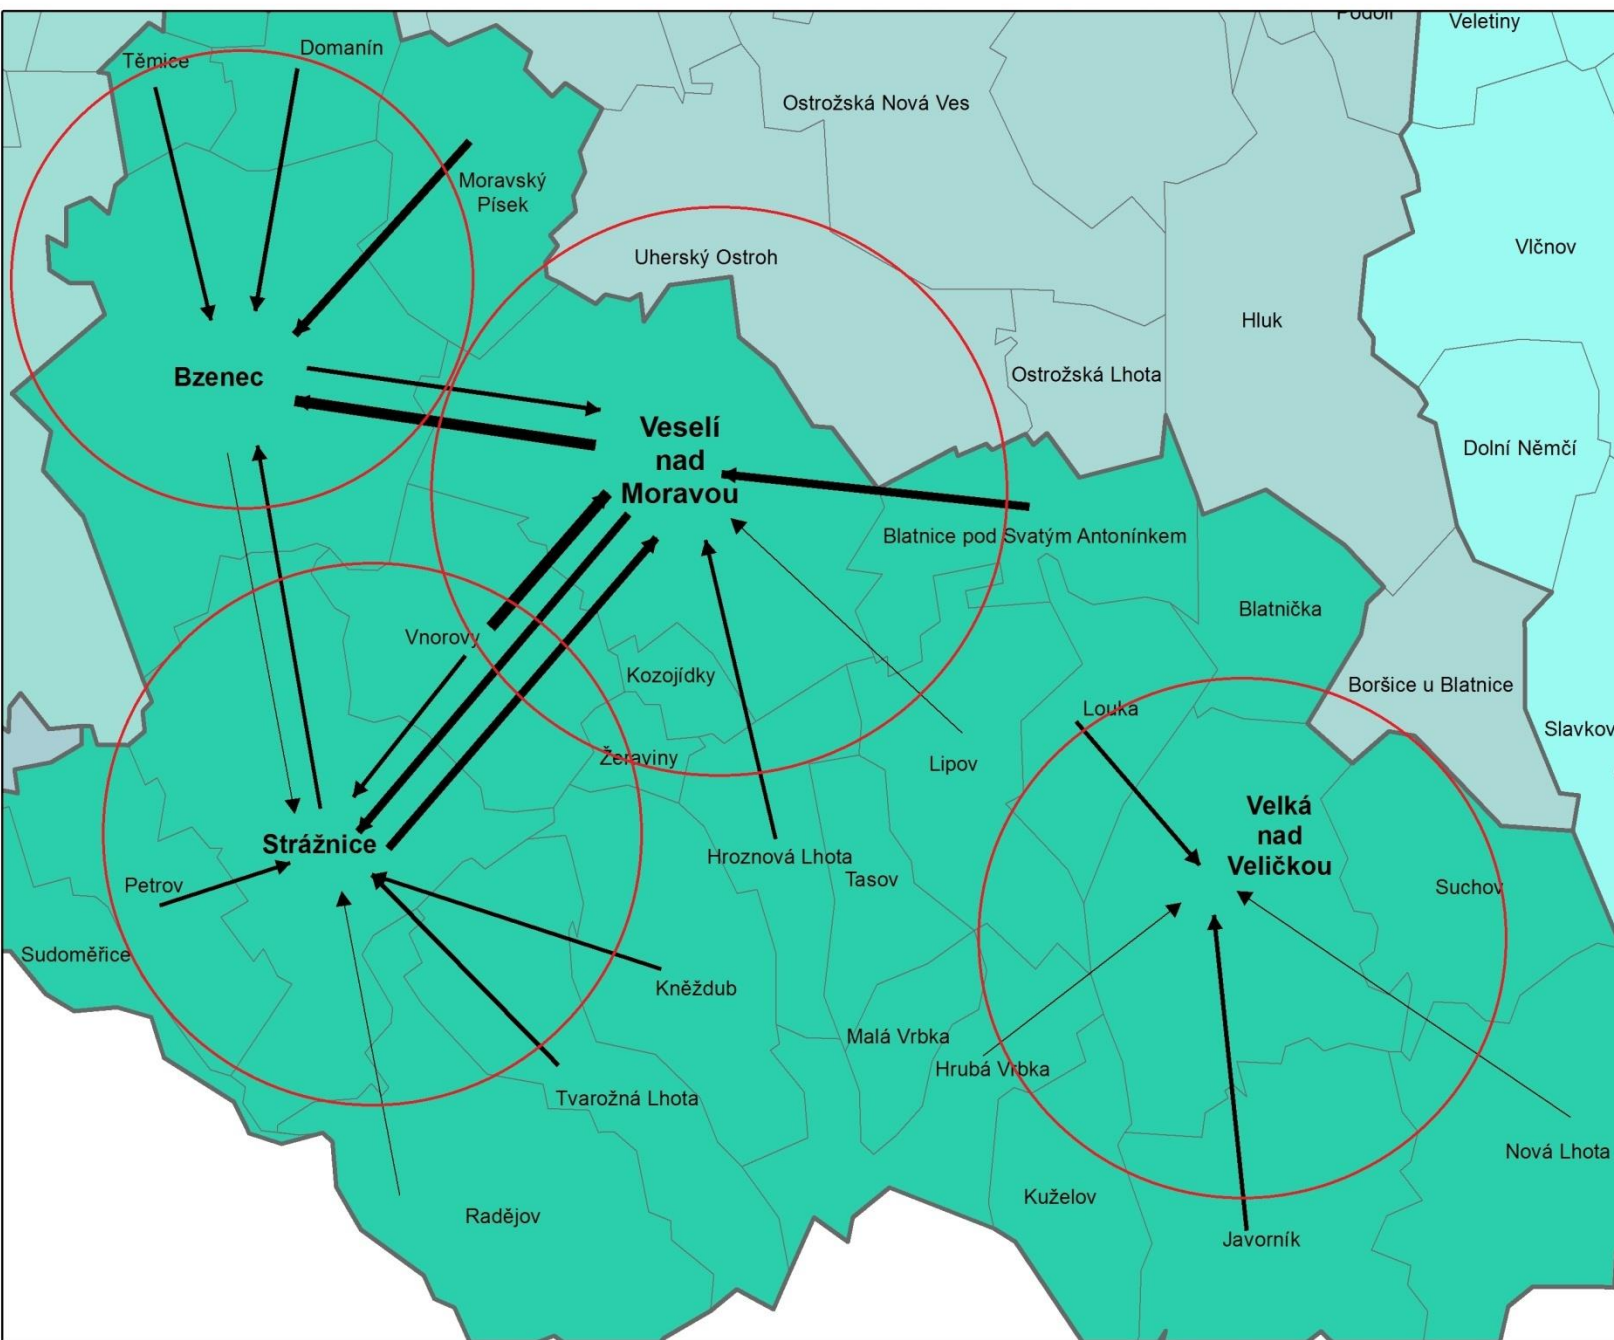 Podolí
Veletiny
Těmice
Domanín
Ostrožská Nová Ves
Moravský
Písek
Uherský Ostroh
Vlčnov
Hluk
Bzenec
Ostrožská Lhota
Veselí
nad
Moravou
Dolní Němčí
Blatnice pod Svatým Antonínkem
Blatnička
Vnorovy
Kozojídky
Boršice u Blatnice
Louka
Slavkov
Žeraviny
Lipov
Velká
nad
Veličkou
Strážnice
Hroznová Lhota
Tasov
Petrov
Suchov
Sudoměřice
Kněždub
Malá Vrbka
Hrubá Vrbka
Tvarožná Lhota
Nová Lhota
Kuželov
Radějov
Javorník